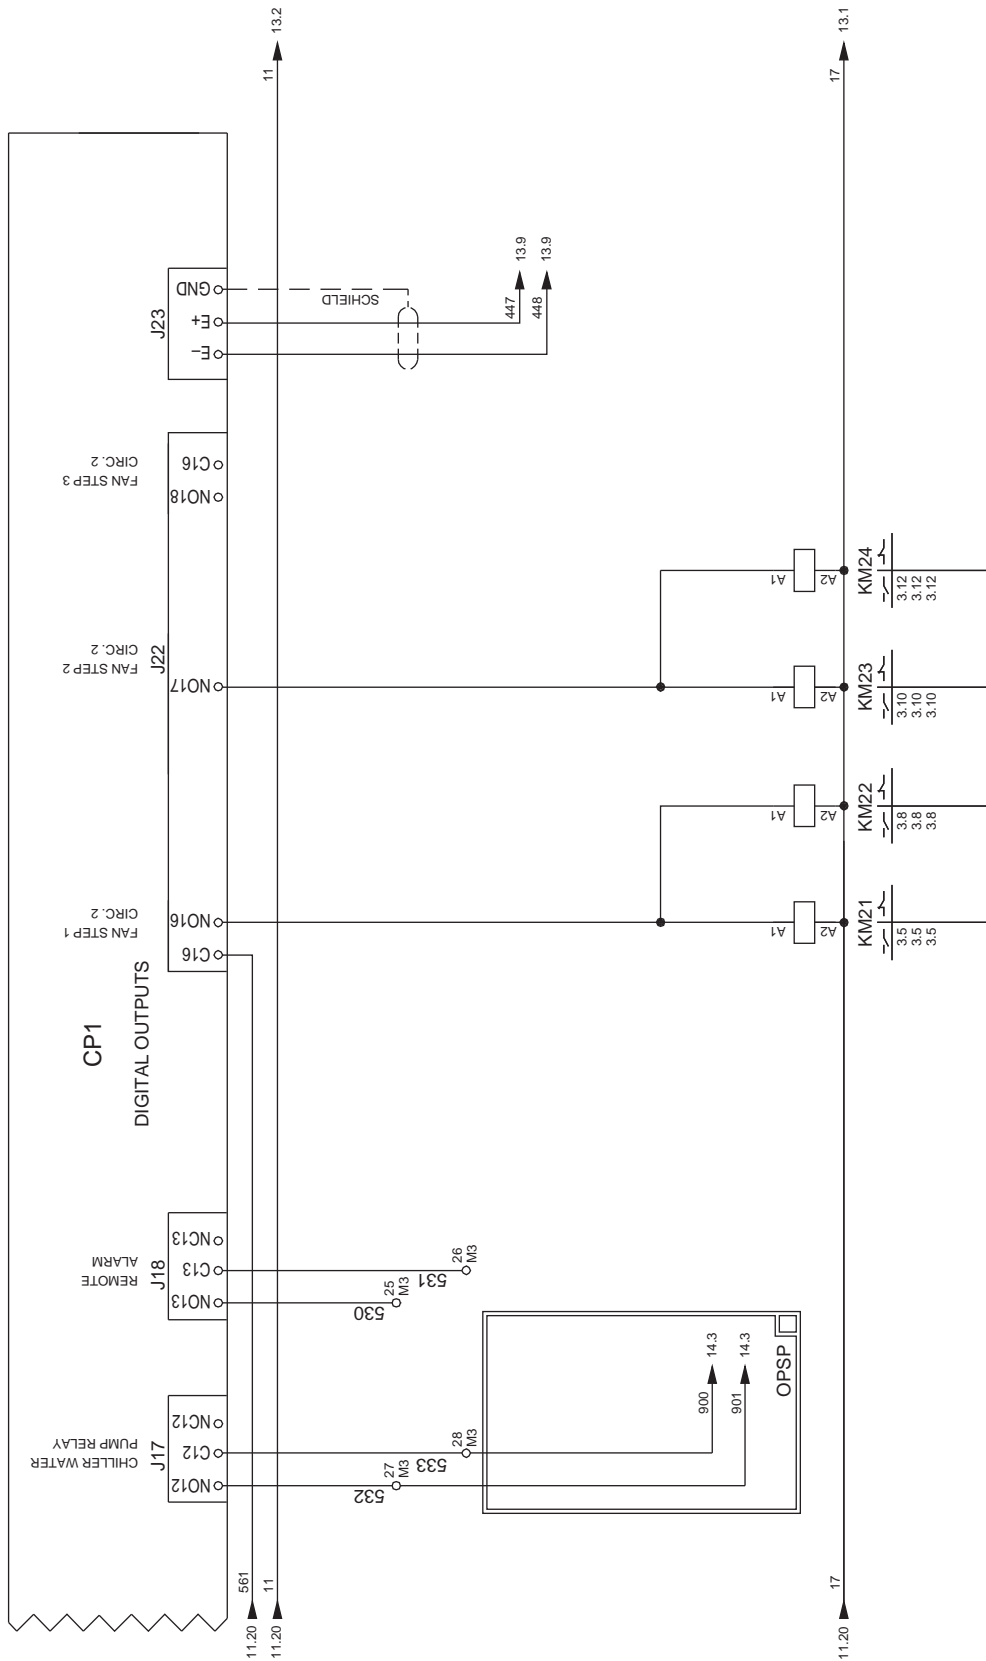 CP1
DIGITAL OUTPUTS
CHILLER WATER
PUMP RELAY
J17
NO12
C12
NC12
REMOTE
ALARM
J18
NO13
C13
NC13
FAN STEP 1
CIRC. 2
C16
NO16
FAN STEP 2
CIRC. 2
J22
NO17
FAN STEP 3
CIRC. 2
NO18
C16
J23
E−
E+
GND
SCHIELD
11.20
561
11.20
11
11
13.2
532
27
M3
533
28
M3
530
25
M3
531
26
M3
447
13.9
448
13.9
900
14.3
901
14.3
OPSP
A1
A2
A1
A2
A1
A2
A1
A2
11.20
17
17
13.1
KM21
3.5
3.5
3.5
KM22
3.8
3.8
3.8
KM23
3.10
3.10
3.10
KM24
3.12
3.12
3.12